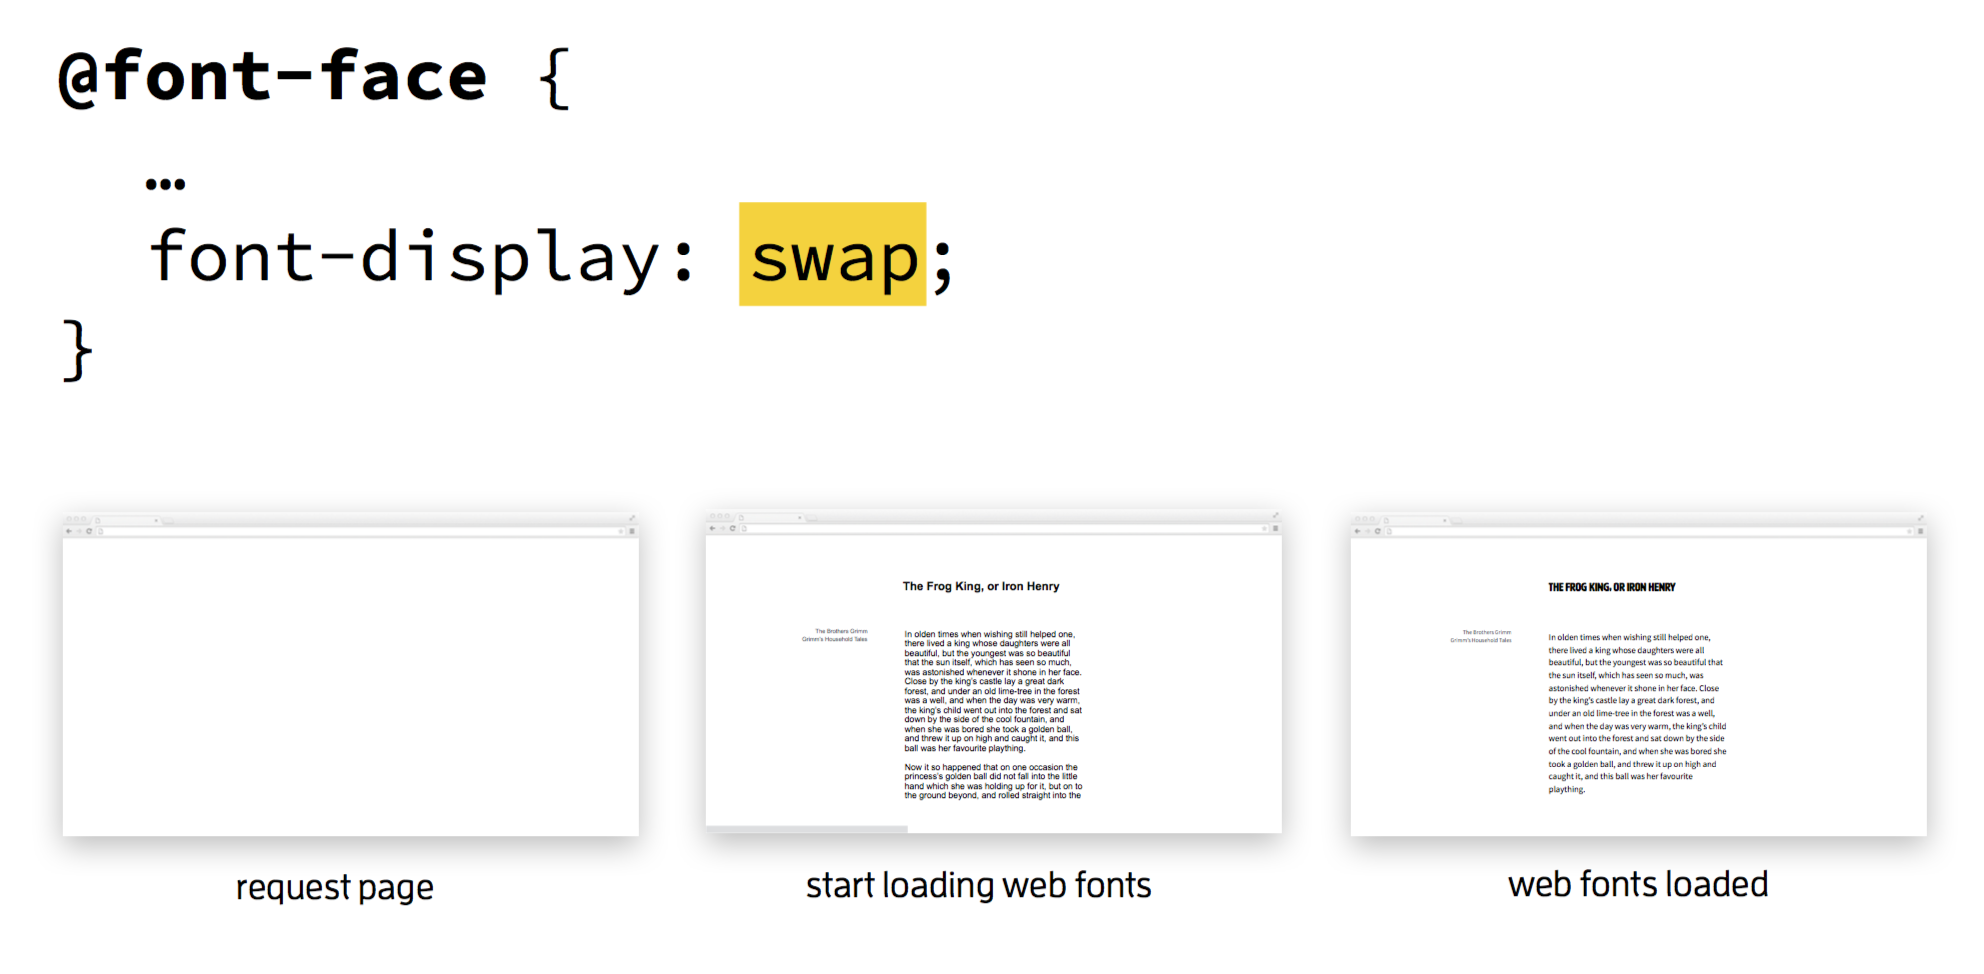 @font-face {
…
font-display: swap;
}
The Frog King, or Iron Henry
The Brothers Grimm
Grimm's Household Tales
In olden times when wishing still helped one,
there lived a king whose daughters were all
beautiful, but the youngest was so beautiful
that the sun itself, which has seen so much,
was astonished whenever it shone in her face.
Close by the king's castle lay a great dark
forest, and under an old lime-tree in the forest
was a well, and when the day was very warm,
the king's child went out into the forest and sat
down by the side of the cool fountain, and
when she was bored she took a golden ball,
and threw it up on high and caught it, and this
ball was her favourite plaything.
Now it so happened that on one occasion the
princess's golden ball did not fall into the little
hand which she was holding up for it, but on to
the ground beyond, and rolled straight into the
THE FROG KING, OR IRON HENRY
The Brothers Grimm
Grimm's Household Tales
In olden times when wishing still helped one,
there lived a king whose daughters were all
beautiful, but the youngest was so beautiful that
the sun itself, which has seen so much, was
astonished whenever it shone in her face. Close
by the king's castle lay a great dark forest, and
under an old lime-tree in the forest was a well,
and when the day was very warm, the king's child
went out into the forest and sat down by the side
of the cool fountain, and when she was bored she
took a golden ball, and threw it up on high and
caught it, and this ball was her favourite
plaything.
request page
start loading web fonts
web fonts loaded